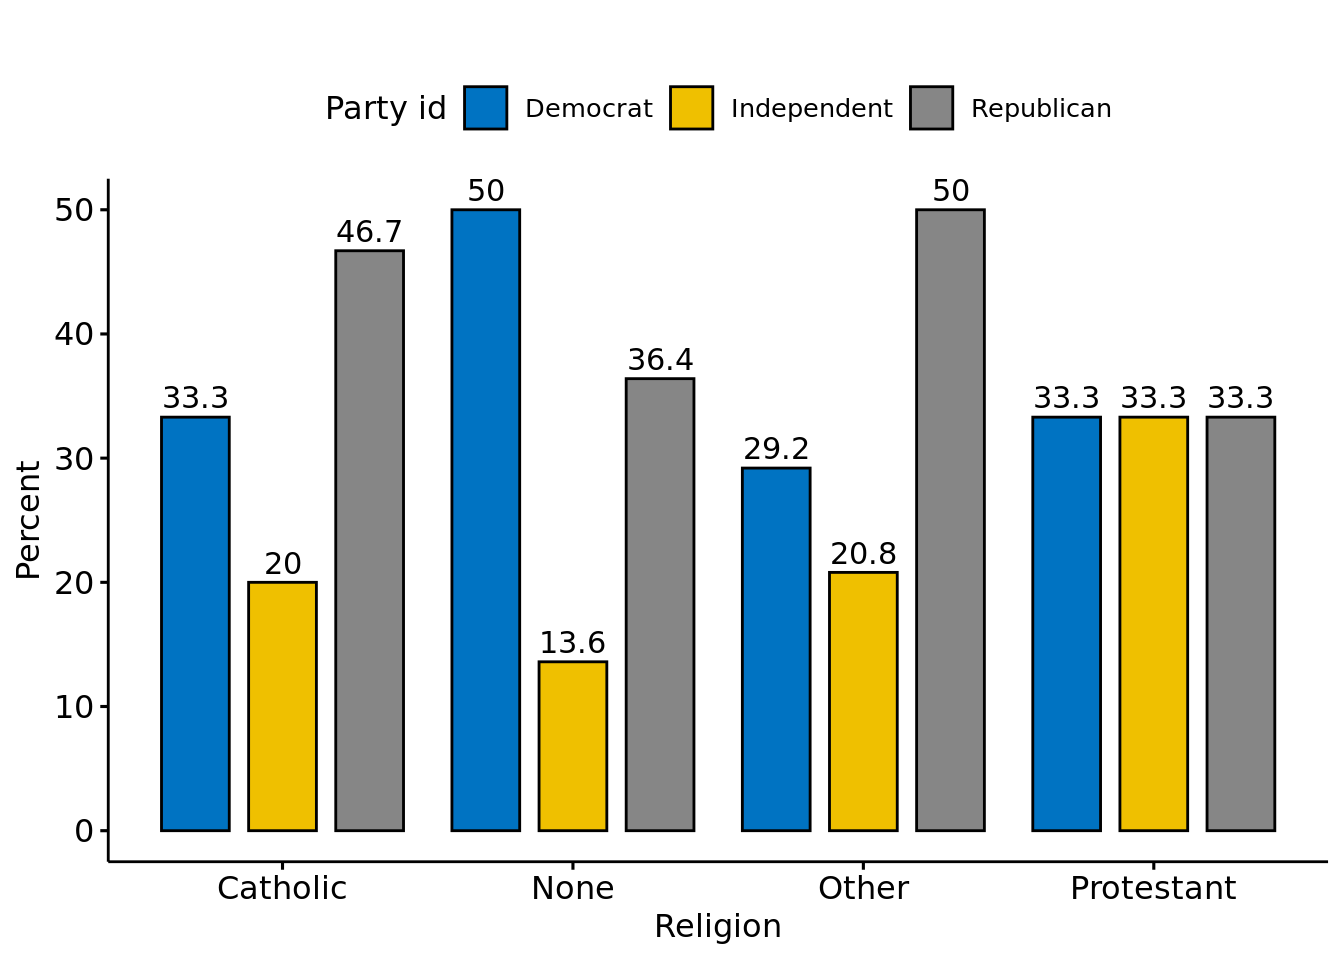 Party id Democrat Independent Republican
50 50
50
46.7
40
36.4
33.3 33.3 33.3 33.3
30
29.2
20
20.8
20
13.6
10
0
Percent
Catholic None Other Protestant
Religion